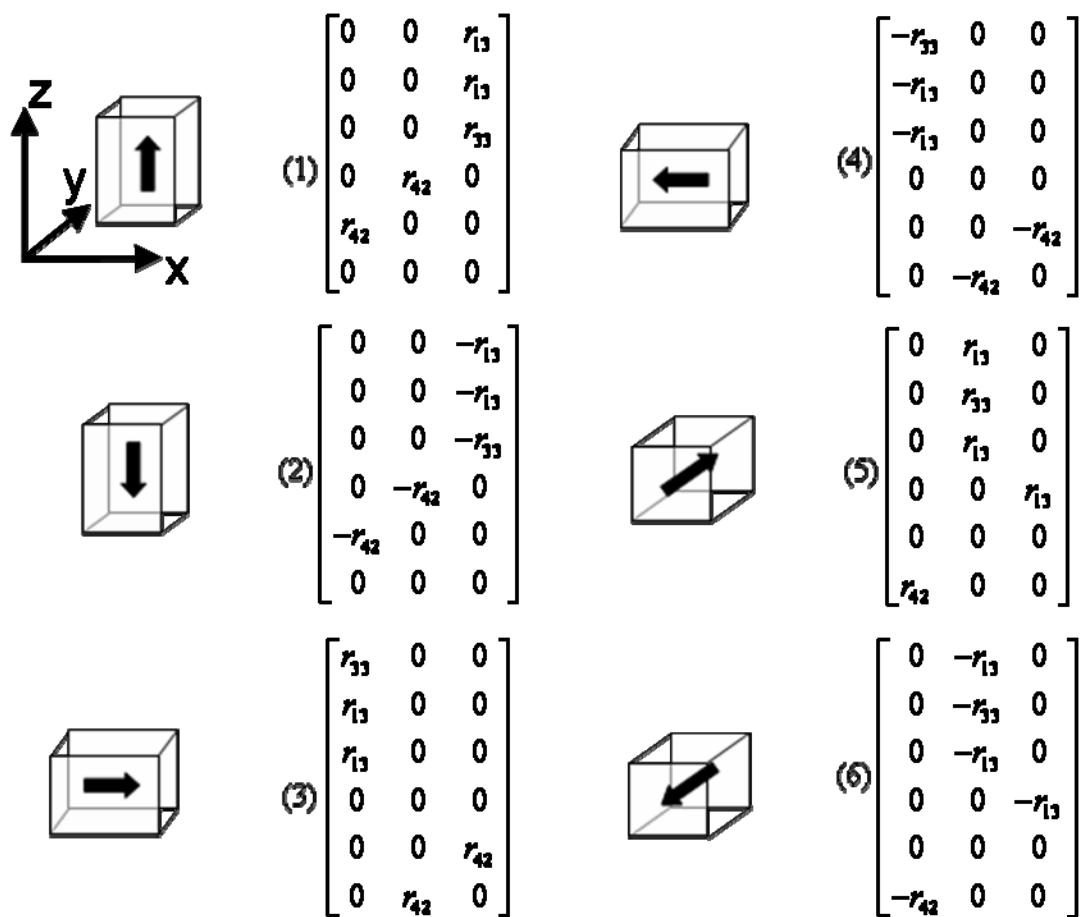 z
y
x
(1)
0 0 r13
0 0 r13
0 0 r33
0 r42 0
r42 0 0
0 0 0
(2)
0 0 -r13
0 0 -r13
0 0 -r33
0 -r42 0
-r42 0 0
0 0 0
(3)
r33 0 0
r13 0 0
r13 0 0
0 0 0
0 0 r42
0 r42 0
(4)
-r33 0 0
-r13 0 0
-r13 0 0
0 0 0
0 0 -r42
0 -r42 0
(5)
0 r13 0
0 r33 0
0 r13 0
0 0 r13
0 0 0
r42 0 0
(6)
0 -r13 0
0 -r33 0
0 -r13 0
0 0 -r13
0 0 0
-r42 0 0